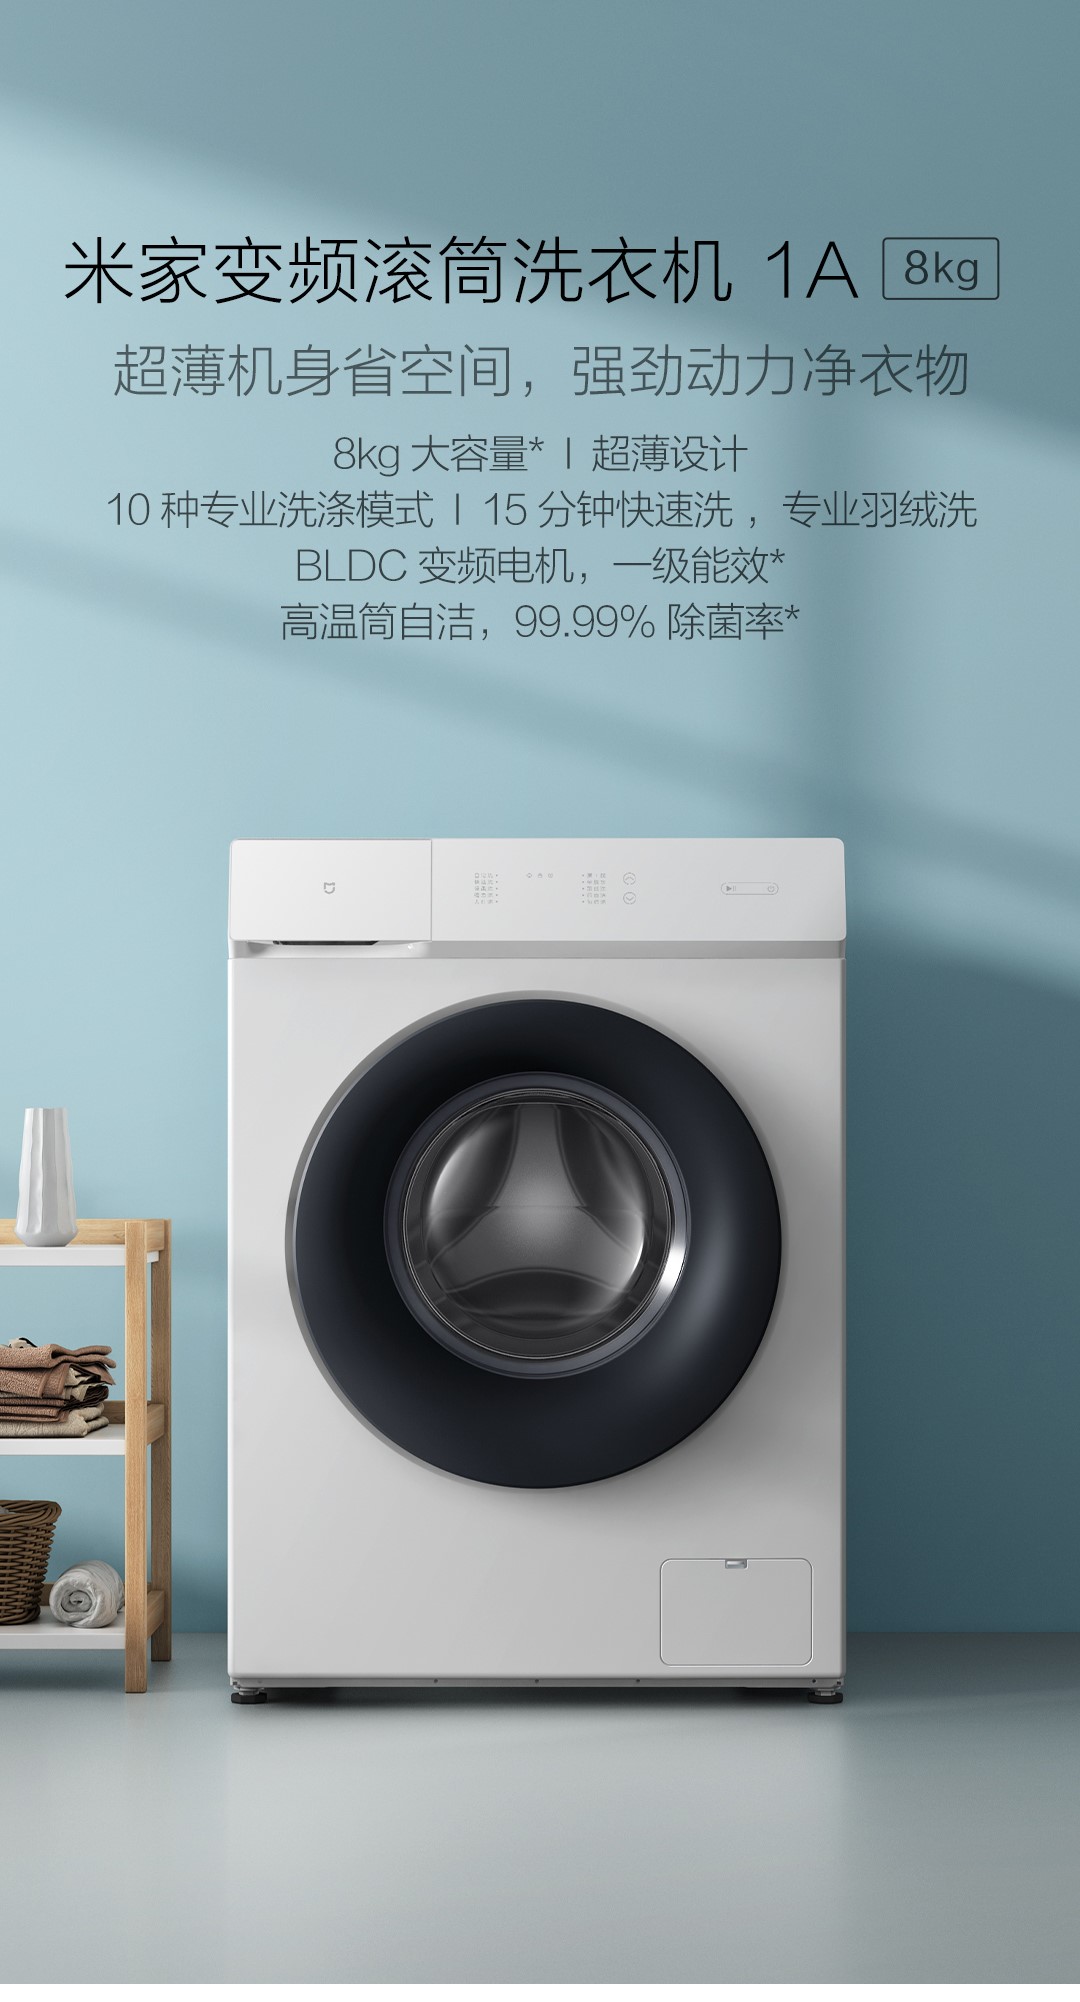 米家变频滚筒洗衣机 1A 8kg
超薄机身省空间，强劲动力净衣物
8kg 大容量* | 超薄设计
10 种专业洗涤模式 | 15 分钟快速洗，专业羽绒洗
BLDC 变频电机，一级能效*
高温筒自洁，99.99% 除菌率*